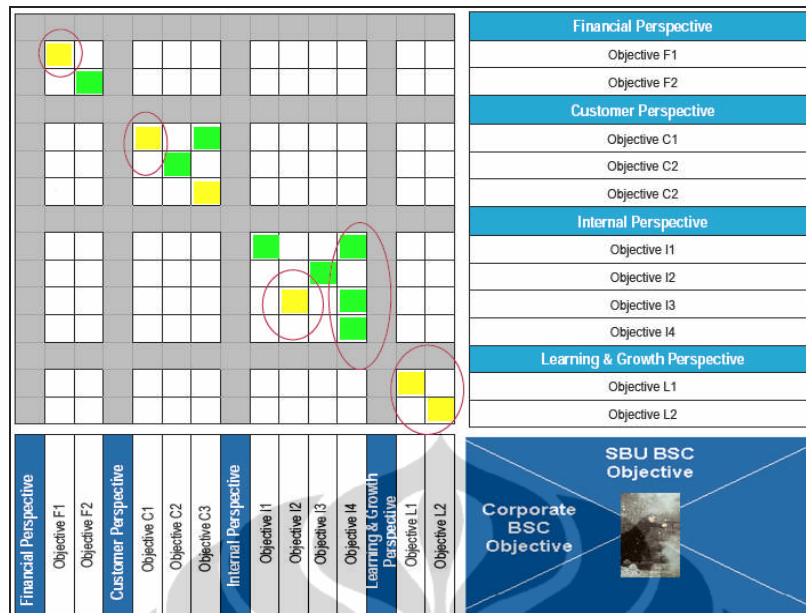 Financial Perspective
Objective F1
Objective F2
Customer Perspective
Objective C1
Objective C2
Objective C2
Internal Perspective
Objective I1
Objective I2
Objective I3
Objective I4
Learning & Growth Perspective
Objective L1
Objective L2
Financial Perspective
Objective F1
Objective F2
Customer Perspective
Objective C1
Objective C2
Objective C3
Internal Perspective
Objective I1
Objective I2
Objective I3
Objective I4
Learning & Growth
Perspective
Objective L1
Objective L2
SBU BSC
Objective
Corporate
BSC
Objective